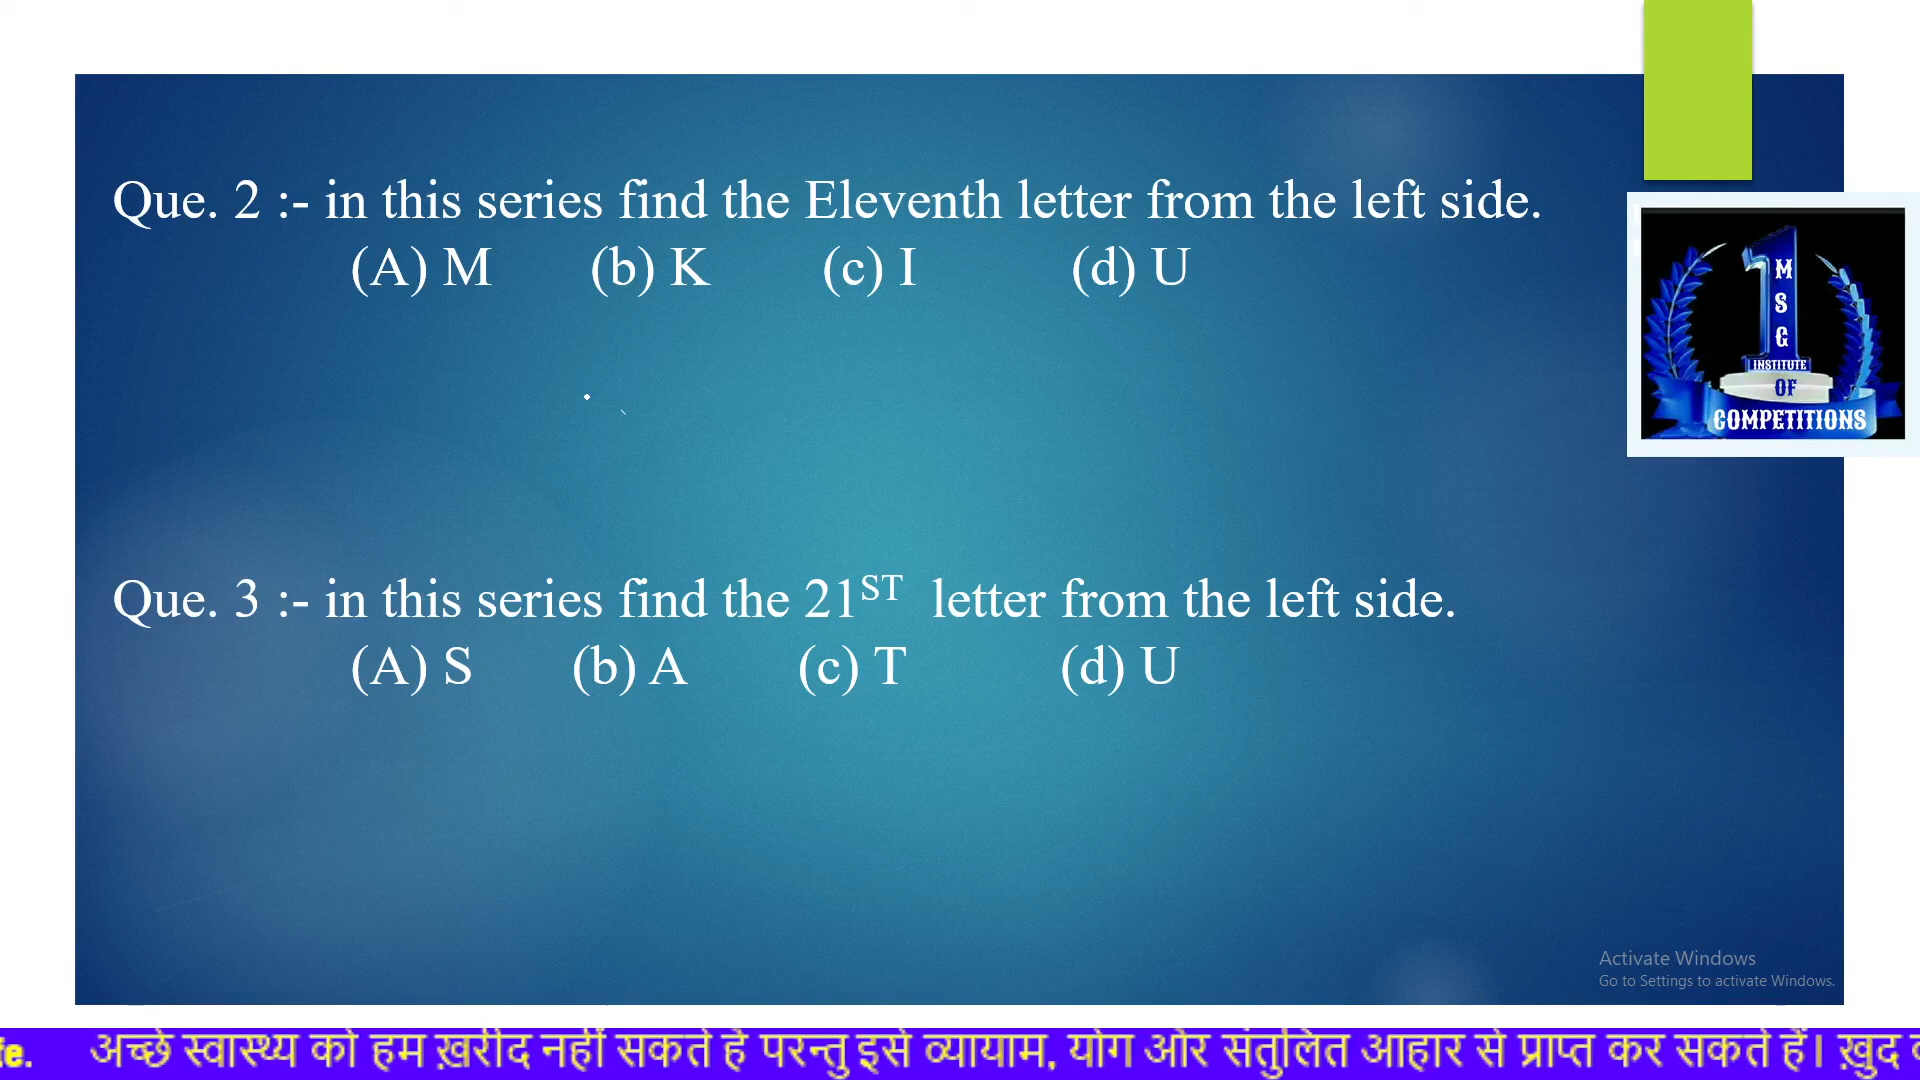 Que. 2 :- in this series find the Eleventh letter from the left side.
(A) M (b) K (c) I (d) U
M
S
G
INSTITUTE
OF
COMPETITIONS
Que. 3 :- in this series find the 21ST letter from the left side.
(A) S (b) A (c) T (d) U
Activate Windows
Go to Settings to activate Windows.
अच्छे स्वास्थ्य को हम ख़रीद नहीं सकते हैं परन्तु इसे व्यायाम, योग और संतुलित आहार से प्राप्त कर सकते हैं। ख़ुद